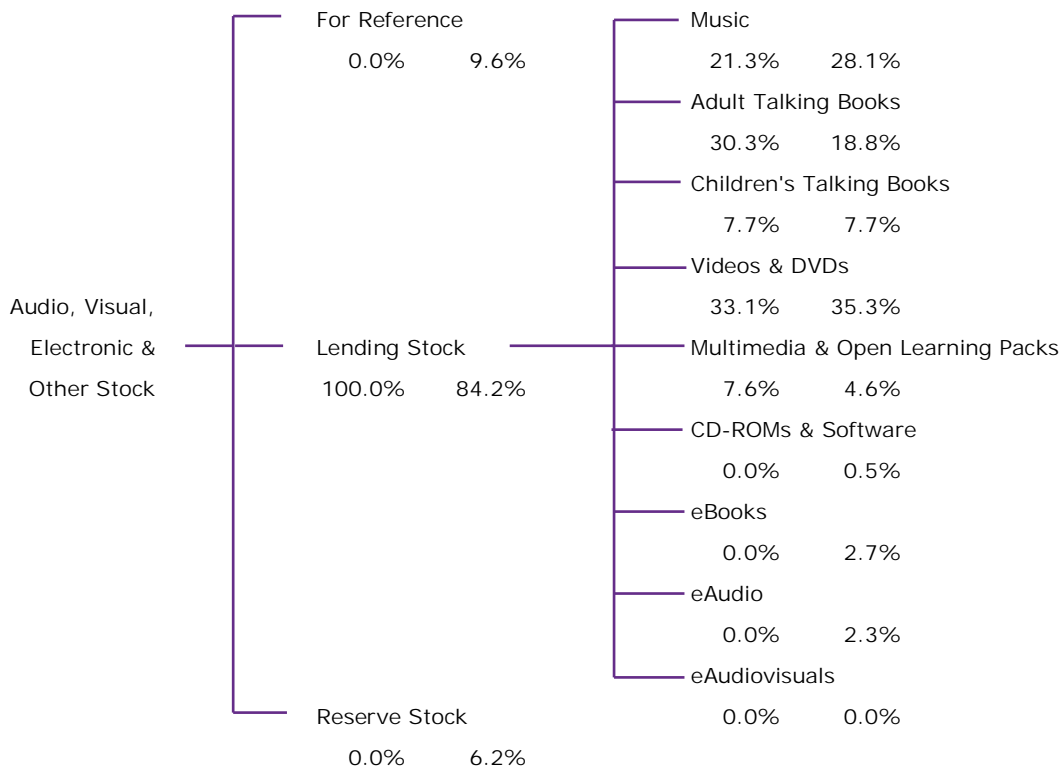 For Reference
0.0% 9.6%
Music
21.3% 28.1%
Adult Talking Books
30.3% 18.8%
Children's Talking Books
7.7% 7.7%
Videos & DVDs
33.1% 35.3%
Audio, Visual,
Electronic &
Other Stock
Lending Stock
100.0% 84.2%
Multimedia & Open Learning Packs
7.6% 4.6%
CD-ROMs & Software
0.0% 0.5%
eBooks
0.0% 2.7%
eAudio
0.0% 2.3%
eAudiovisuals
0.0% 0.0%
Reserve Stock
0.0% 6.2%